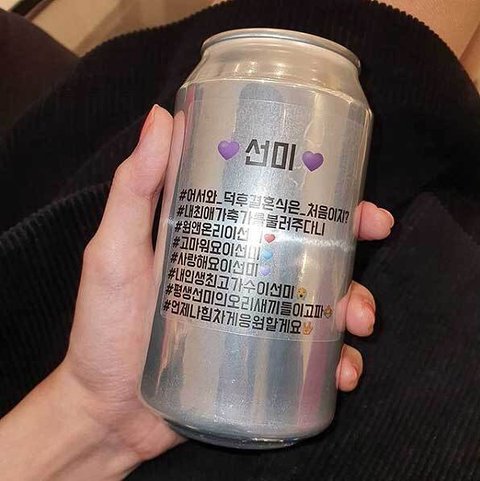 💜 선미 💜
#어서와_덕후결혼식은_처음이지?
#내최애가축가를불러주다니
#원앤온리이선미❤️
#고마워요이선미💙
#사랑해요이선미💜
#내인생최고가수이선미
#평생선미의오리새끼들이고파
#언제나힘차게응원할게요